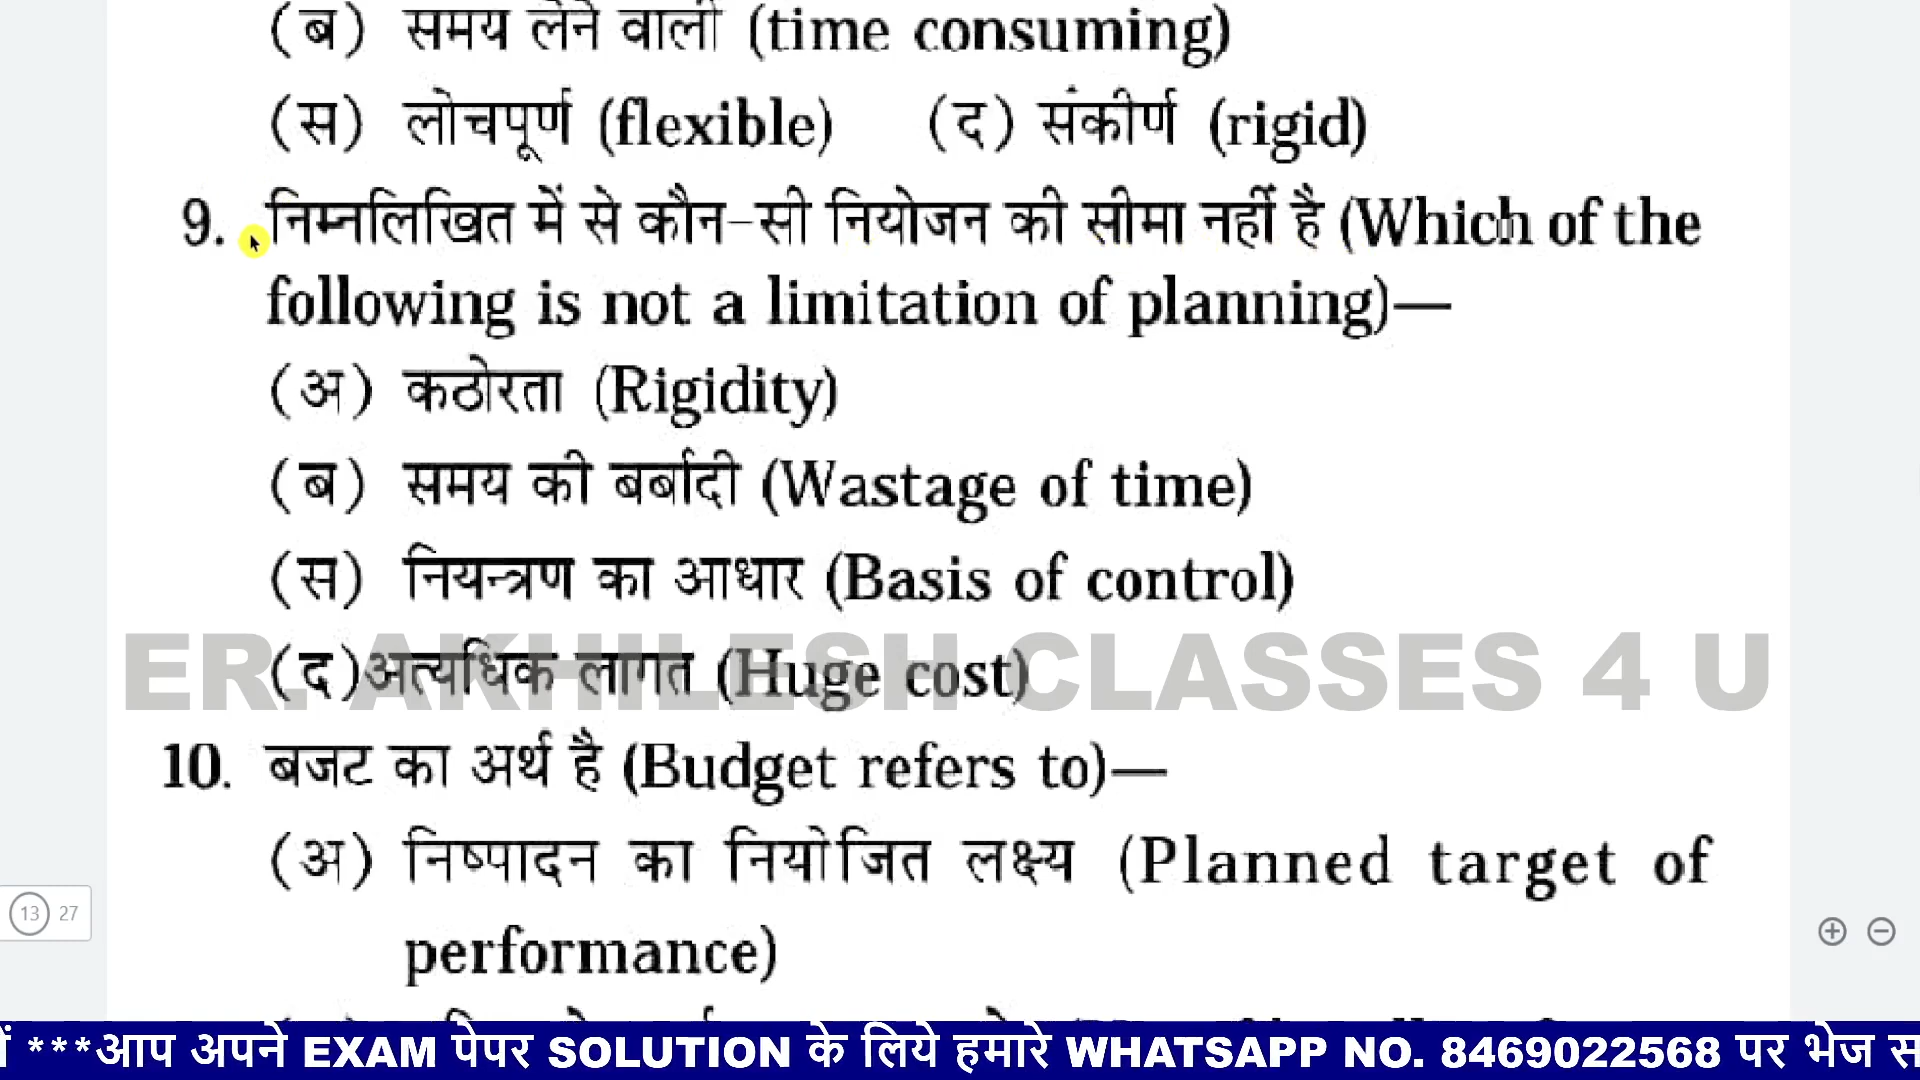 (ब) समय लेने वाली (time consuming)
(स) लोचपूर्ण (flexible) (द) संकीर्ण (rigid)
9. निम्नलिखित में से कौन-सी नियोजन की सीमा नहीं है (Which of the
following is not a limitation of planning)—
(अ) कठोरता (Rigidity)
(ब) समय की बर्बादी (Wastage of time)
(स) नियन्त्रण का आधार (Basis of control)
ER. AKHILESH CLASSES 4 U
(द) अत्यधिक लागत (Huge cost)
10. बजट का अर्थ है (Budget refers to)—
(अ) निष्पादन का नियोजित लक्ष्य (Planned target of
performance)
13 27
***आप अपने EXAM पेपर SOLUTION के लिये हमारे WHATSAPP NO. 8469022568 पर भेज